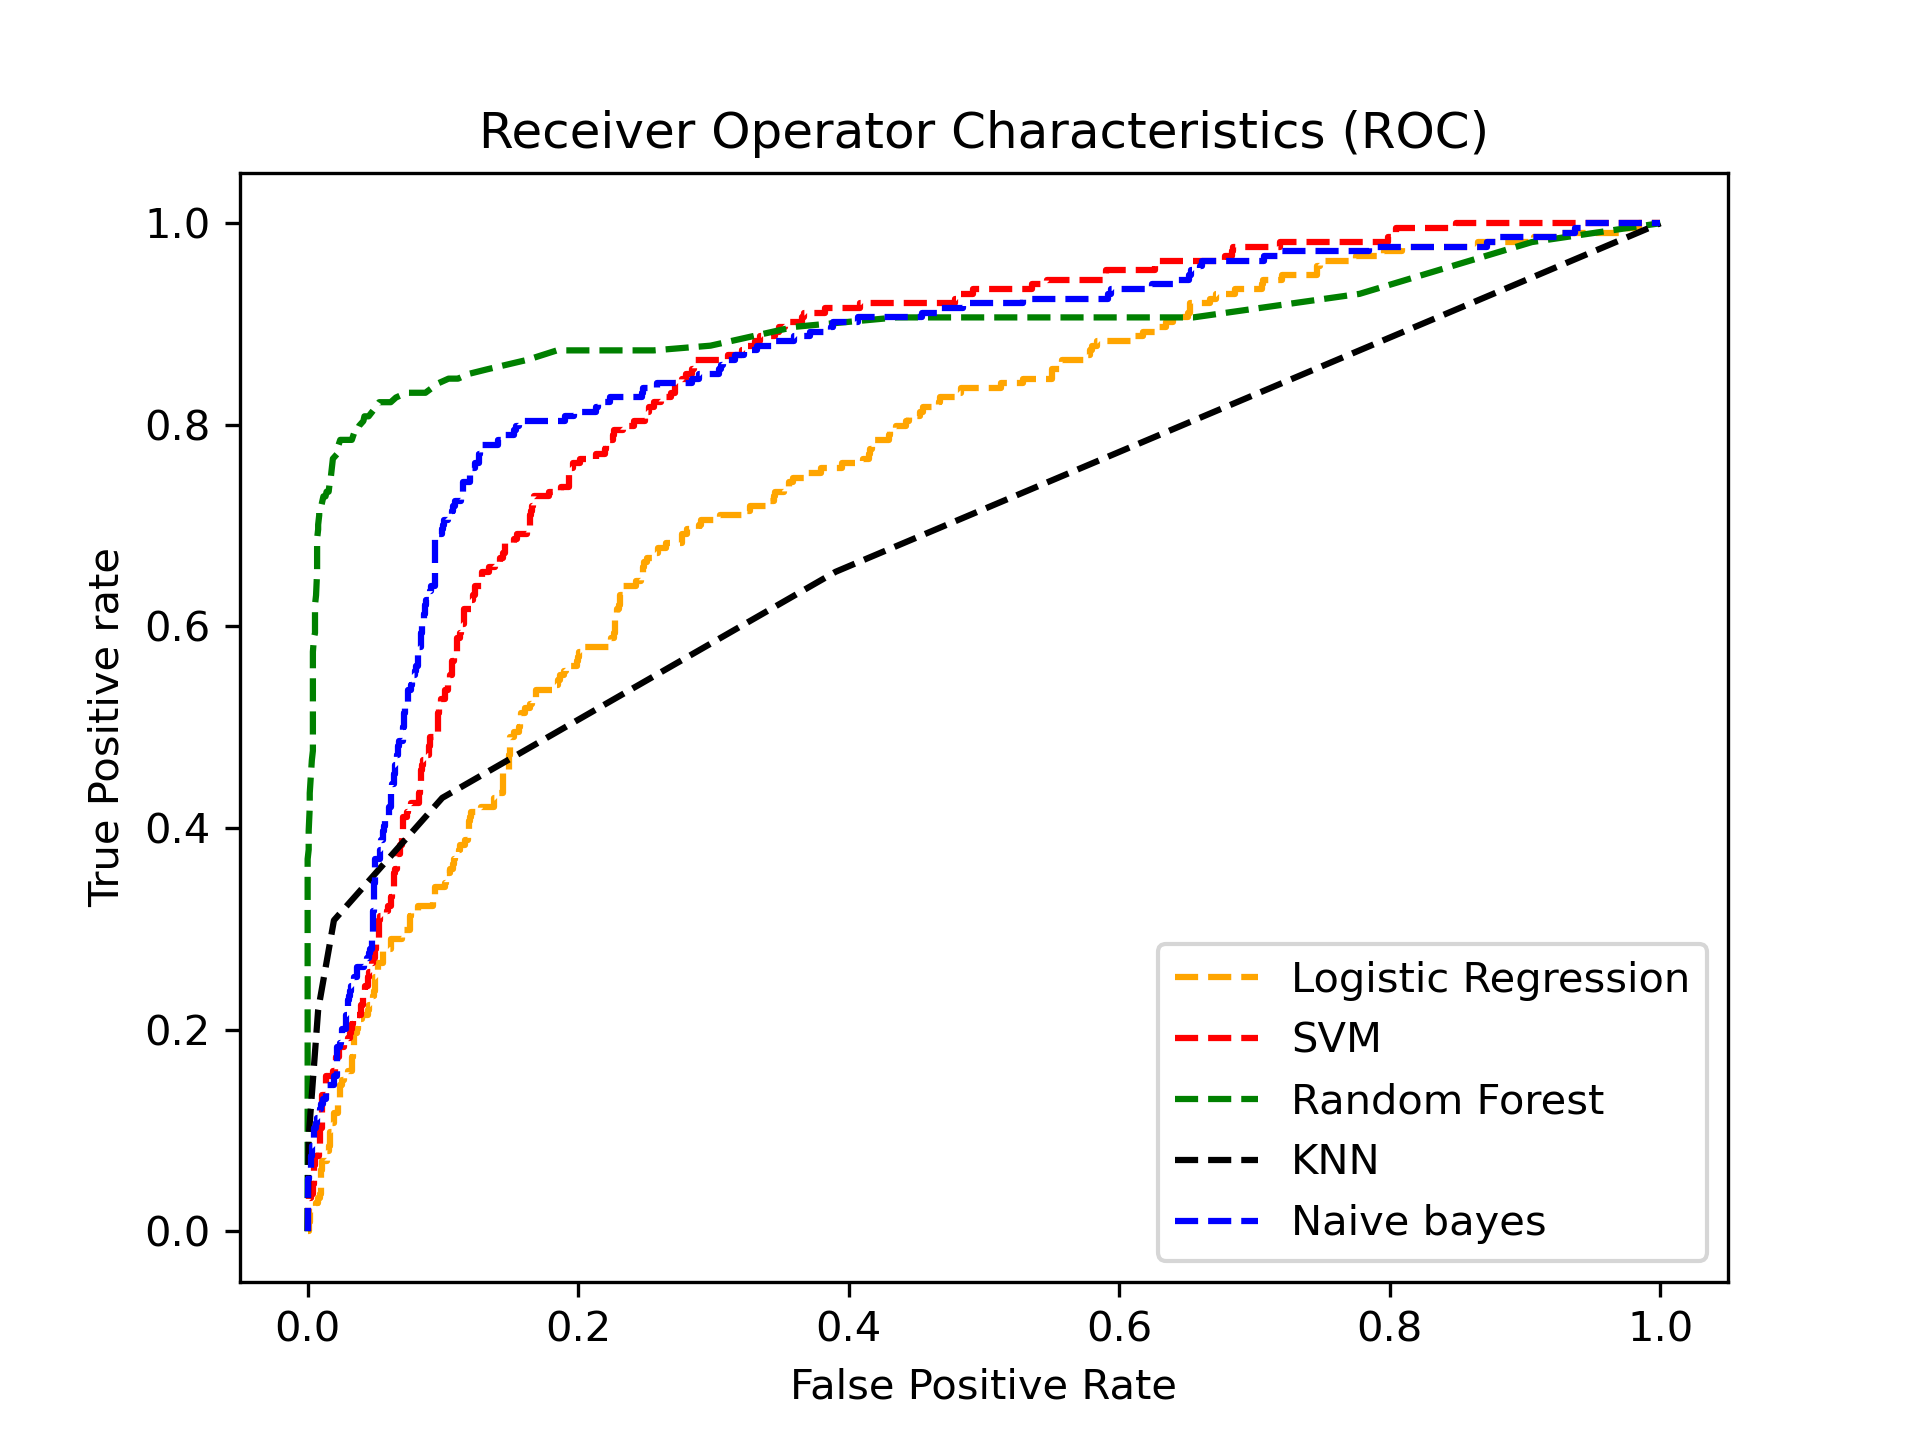 Receiver Operator Characteristics (ROC)
1.0
0.8
0.6
0.4
0.2
0.0
True Positive rate
0.0 0.2 0.4 0.6 0.8 1.0
False Positive Rate
Logistic Regression
SVM
Random Forest
KNN
Naive bayes